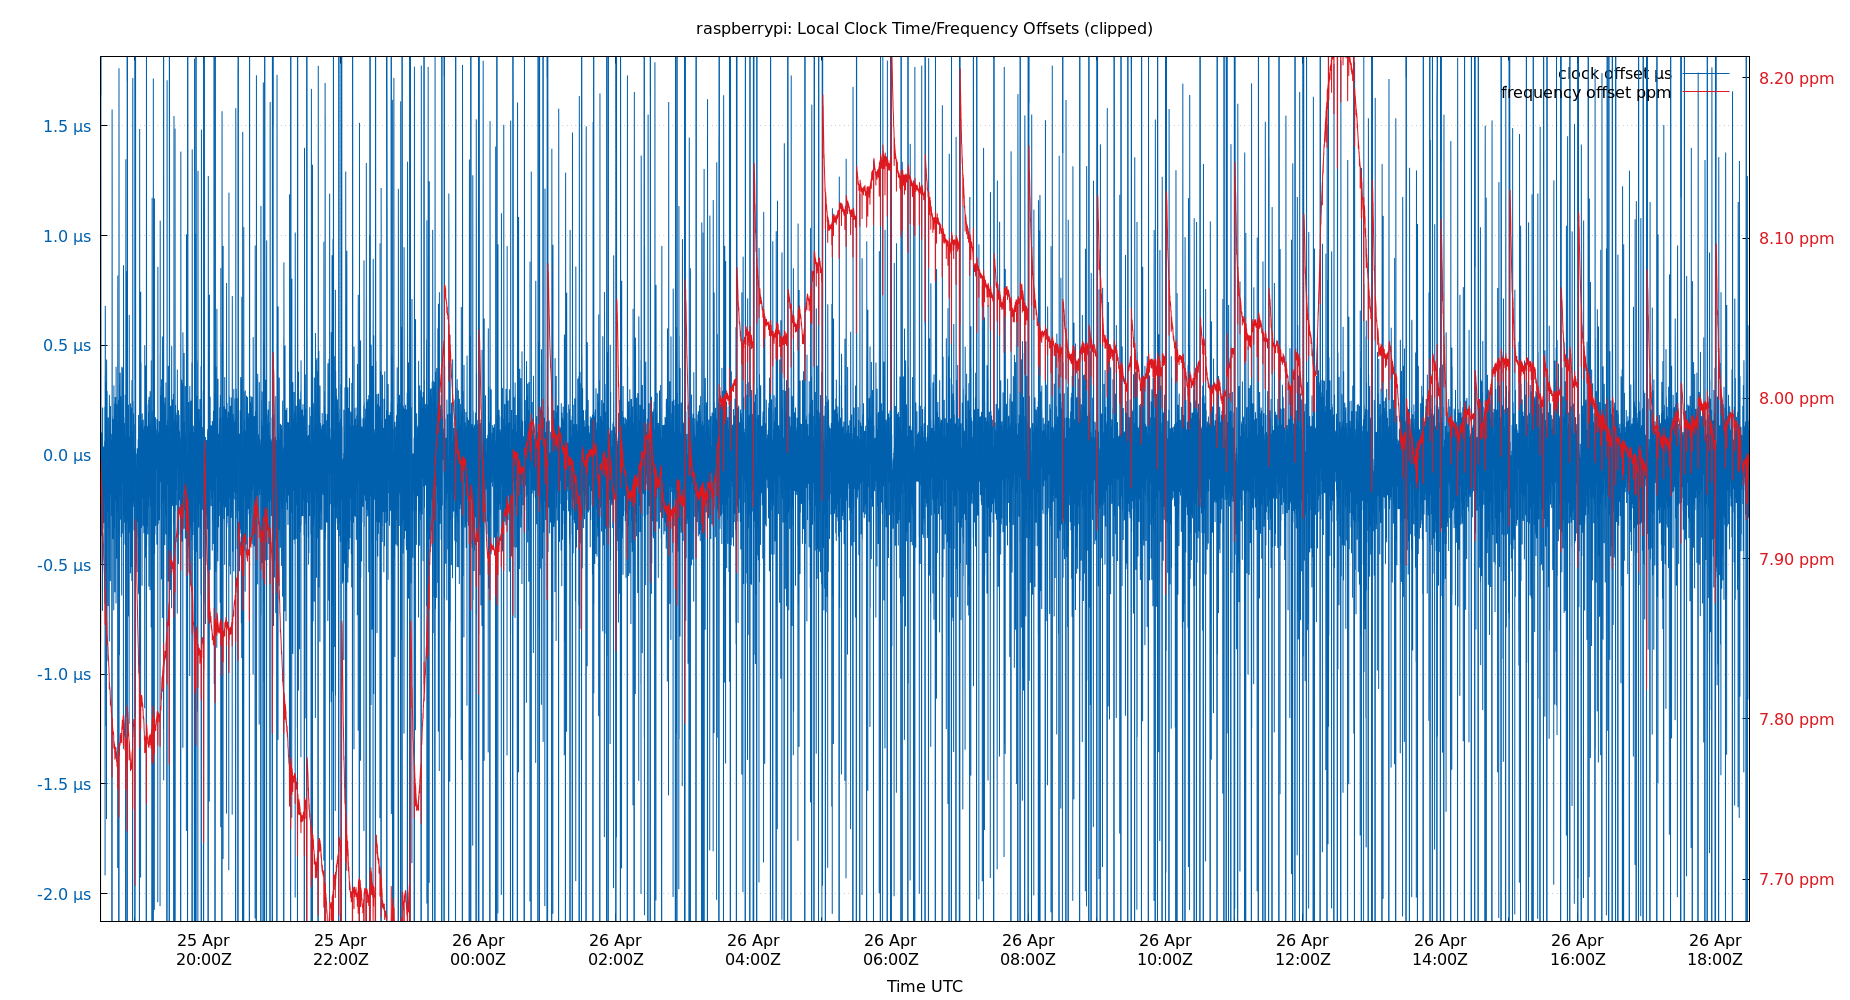 raspberrypi: Local Clock Time/Frequency Offsets (clipped)
clock offset µs
frequency offset ppm
1.5 µs
1.0 µs
0.5 µs
0.0 µs
-0.5 µs
-1.0 µs
-1.5 µs
-2.0 µs
8.20 ppm
8.10 ppm
8.00 ppm
7.90 ppm
7.80 ppm
7.70 ppm
25 Apr 25 Apr 26 Apr 26 Apr 26 Apr 26 Apr 26 Apr 26 Apr 26 Apr 26 Apr 26 Apr 26 Apr
20:00Z 22:00Z 00:00Z 02:00Z 04:00Z 06:00Z 08:00Z 10:00Z 12:00Z 14:00Z 16:00Z 18:00Z
Time UTC